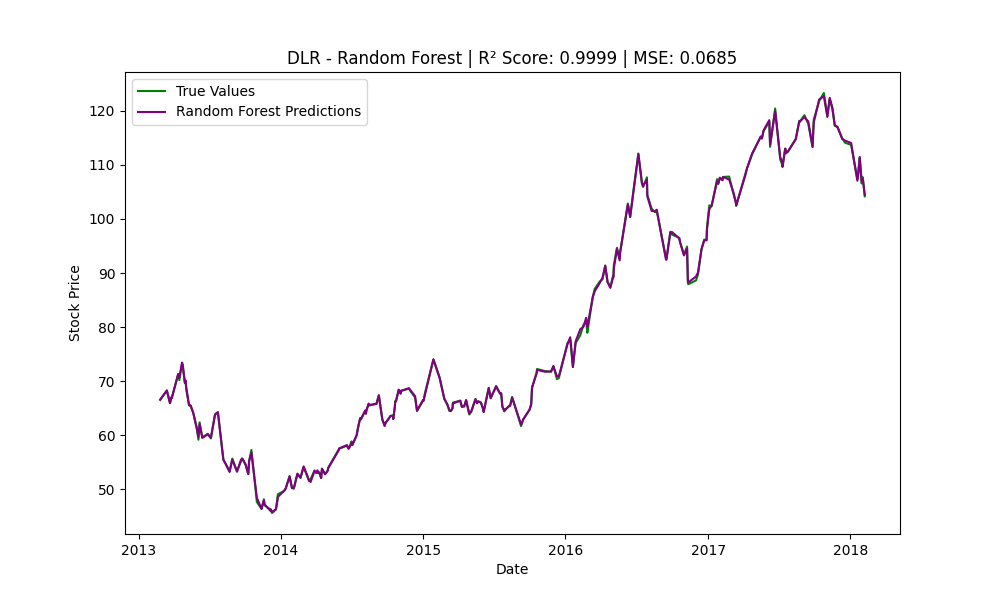 DLR - Random Forest | R² Score: 0.9999 | MSE: 0.0685
True Values
Random Forest Predictions
120
110
100
90
80
70
60
50
Stock Price
2013 2014 2015 2016 2017 2018
Date